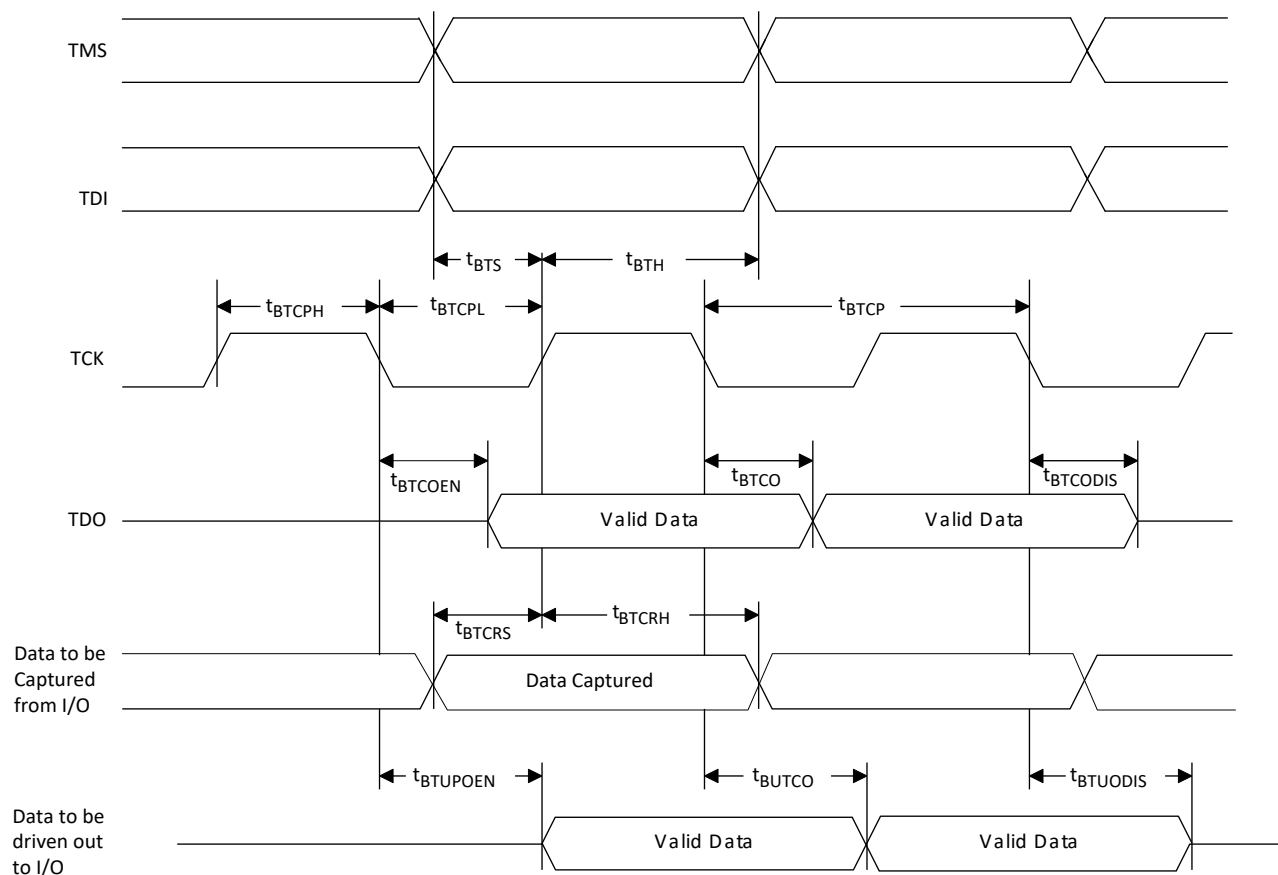 TMS
TDI
tBTS
tBTH
tBTCPH
tBTCPL
tBTCP
TCK
tBTCOEN
tBTCO
tBTCODIS
TDO
Valid Data
Valid Data
tBTCRS
tBTCRH
Data to be
Captured
from I/O
Data Captured
tBTUPOEN
tBUTCO
tBTUODIS
Data to be
driven out
to I/O
Valid Data
Valid Data